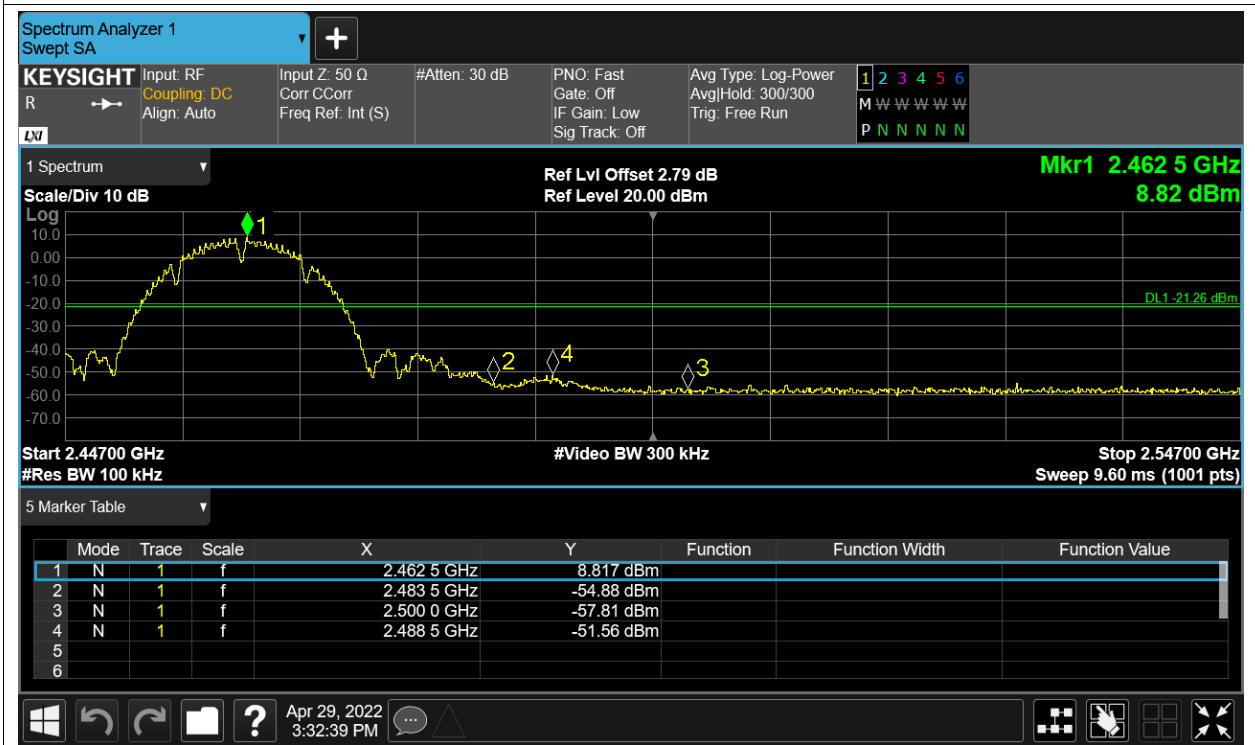 Spectrum Analyzer 1
Swept SA
KEYSIGHT
R
LXI
Input: RF
Coupling: DC
Align: Auto
Input Z: 50 Ω
Corr CCorr
Freq Ref: Int (S)
#Atten: 30 dB
PNO: Fast
Gate: Off
IF Gain: Low
Sig Track: Off
Avg Type: Log-Power
Avg|Hold: 300/300
Trig: Free Run
1 2 3 4 5 6
M W W W W W
P N N N N N
1 Spectrum
Scale/Div 10 dB
Ref Lvl Offset 2.79 dB
Ref Level 20.00 dBm
Mkr1 2.462 5 GHz
8.82 dBm
Log
10.0
0.00
-10.0
-20.0
-30.0
-40.0
-50.0
-60.0
-70.0
1
2
4
3
DL1 -21.26 dBm
Start 2.44700 GHz
#Res BW 100 kHz
#Video BW 300 kHz
Stop 2.54700 GHz
Sweep 9.60 ms (1001 pts)
5 Marker Table
Mode Trace Scale X Y Function Function Width Function Value
1 N 1 f 2.462 5 GHz 8.817 dBm
2 N 1 f 2.483 5 GHz -54.88 dBm
3 N 1 f 2.500 0 GHz -57.81 dBm
4 N 1 f 2.488 5 GHz -51.56 dBm
5
6
?
Apr 29, 2022
3:32:39 PM